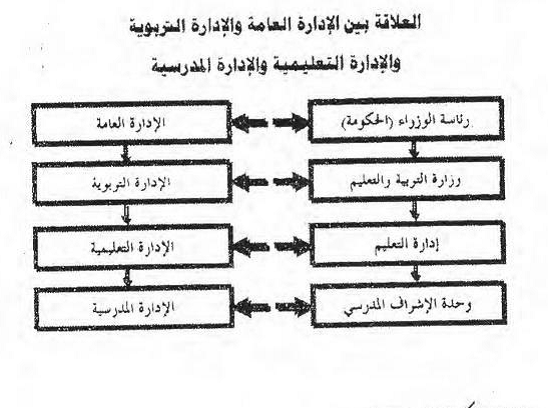 العلاقة بين الإدارة العامة والإدارة التربوية
والإدارة التعليمية والإدارة المدرسية
رئاسة الوزراء (الحكومة)
الإدارة العامة
وزارة التربية والتعليم
الإدارة التربوية
إدارة التعليم
الإدارة التعليمية
وحدة الإشراف المدرسي
الإدارة المدرسية